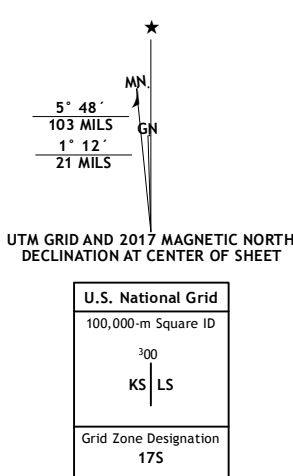 ★
MN.
5° 48´
103 MILS
GN
1° 12´
21 MILS
UTM GRID AND 2017 MAGNETIC NORTH
DECLINATION AT CENTER OF SHEET
U.S. National Grid
100,000-m Square ID
³00
KS LS
Grid Zone Designation
17S